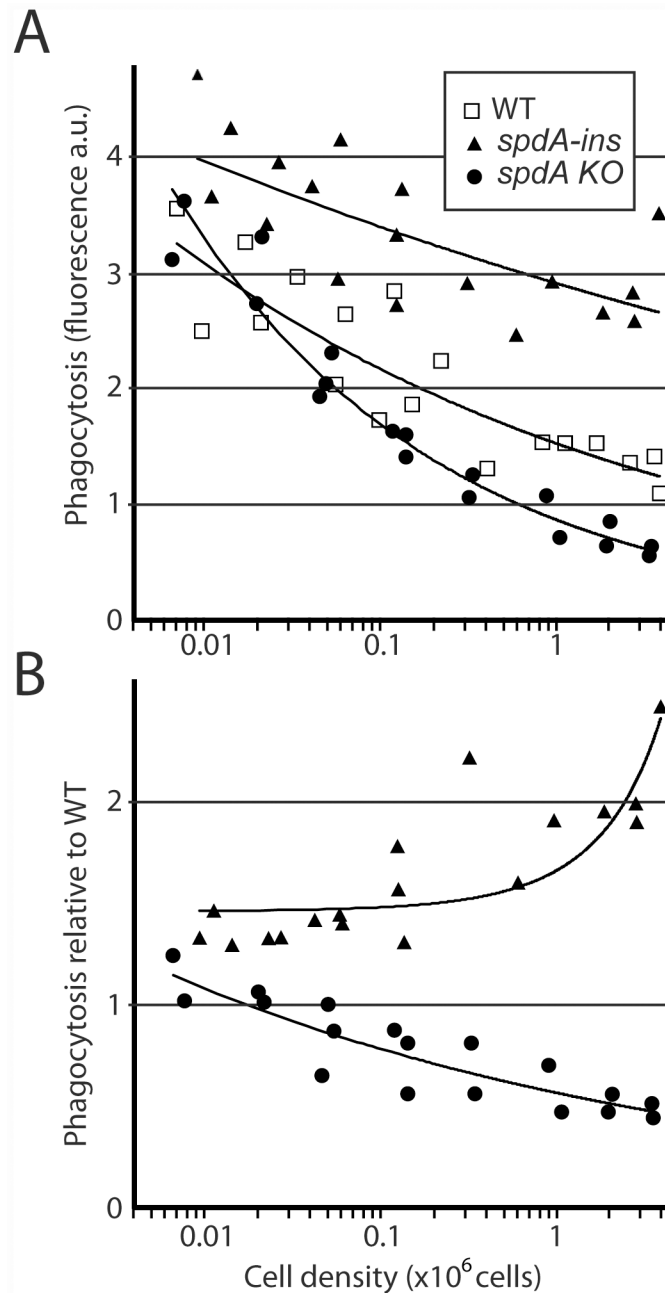 A
WT
spdA-ins
spdA KO
Phagocytosis (fluorescence a.u.)
4
3
2
1
0
0.01 0.1 1
B
Phagocytosis relative to WT
2
1
0
0.01 0.1 1
Cell density (x10⁶ cells)